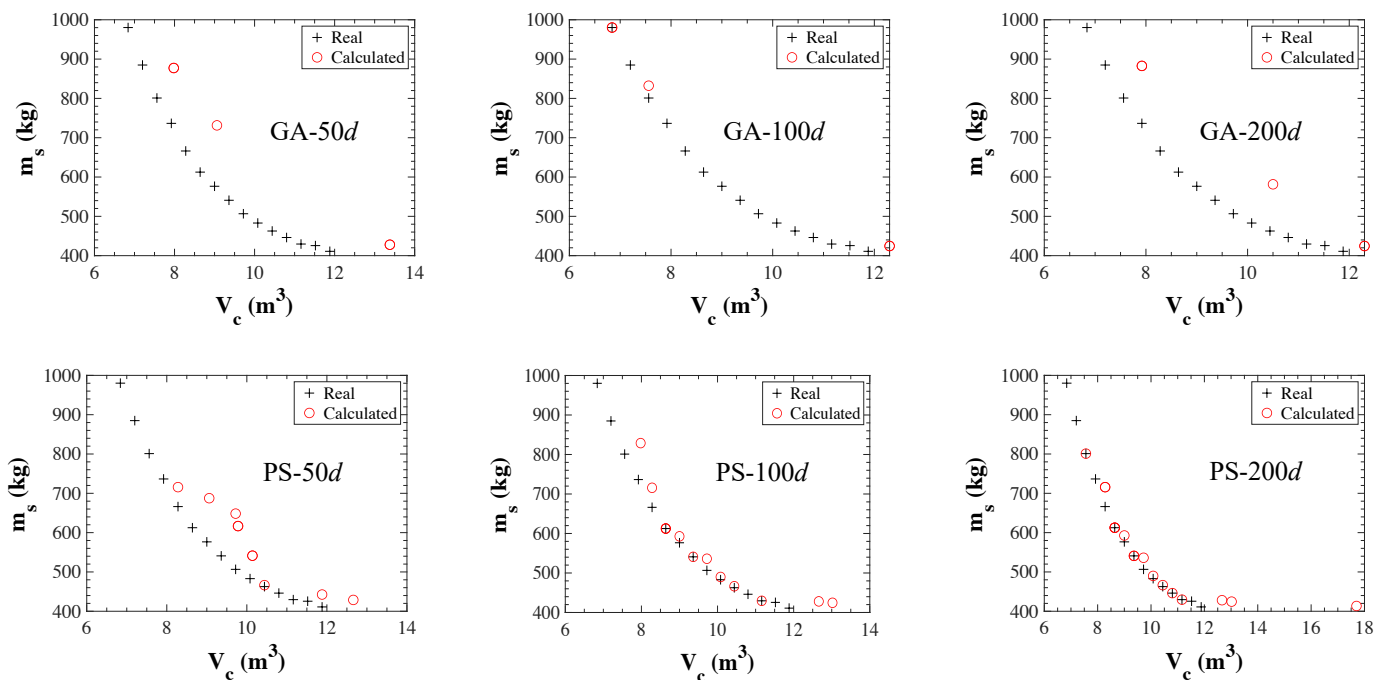 1000
900
800
700
600
500
400
6 8 10 12 14
m_s (kg)
V_c (m^3)
Real
Calculated
GA-50d
1000
900
800
700
600
500
400
6 8 10 12
m_s (kg)
V_c (m^3)
Real
Calculated
GA-100d
1000
900
800
700
600
500
400
6 8 10 12
m_s (kg)
V_c (m^3)
Real
Calculated
GA-200d
1000
900
800
700
600
500
400
6 8 10 12 14
m_s (kg)
V_c (m^3)
Real
Calculated
PS-50d
1000
900
800
700
600
500
400
6 8 10 12 14
m_s (kg)
V_c (m^3)
Real
Calculated
PS-100d
1000
900
800
700
600
500
400
6 8 10 12 14 16 18
m_s (kg)
V_c (m^3)
Real
Calculated
PS-200d